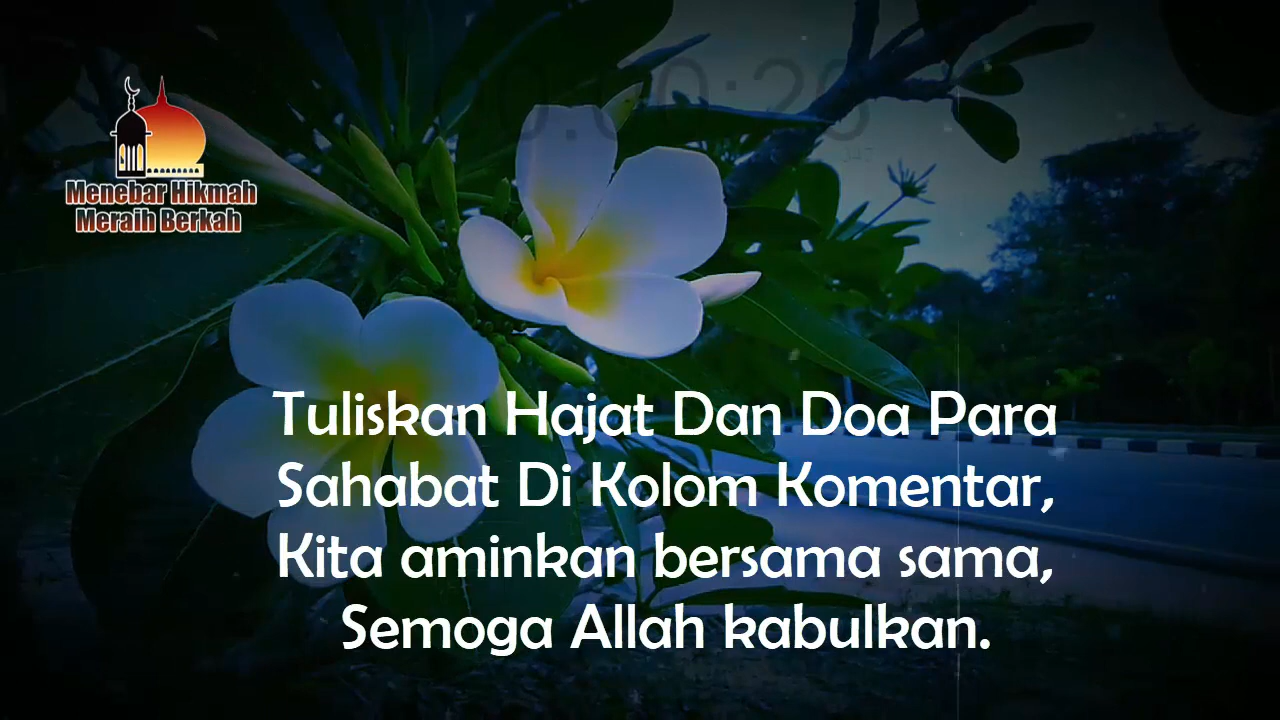 Menebar Hikmah
Meraih Berkah
Tuliskan Hajat Dan Doa Para
Sahabat Di Kolom Komentar,
Kita aminkan bersama sama,
Semoga Allah kabulkan.